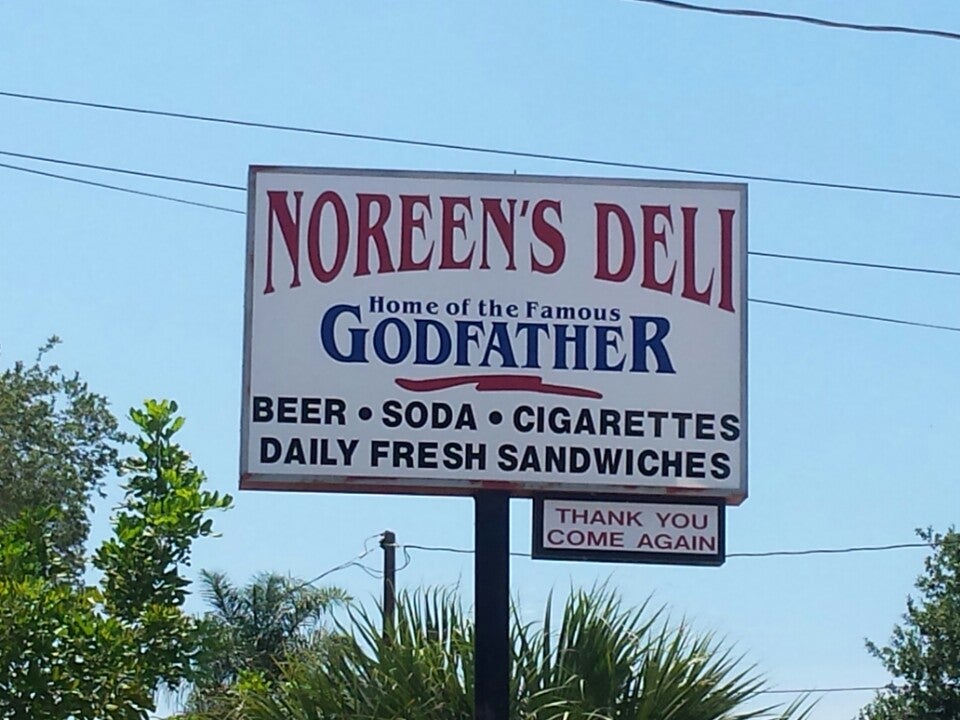 NOREEN'S DELI
Home of the Famous
GODFATHER
BEER • SODA • CIGARETTES
DAILY FRESH SANDWICHES
THANK YOU
COME AGAIN